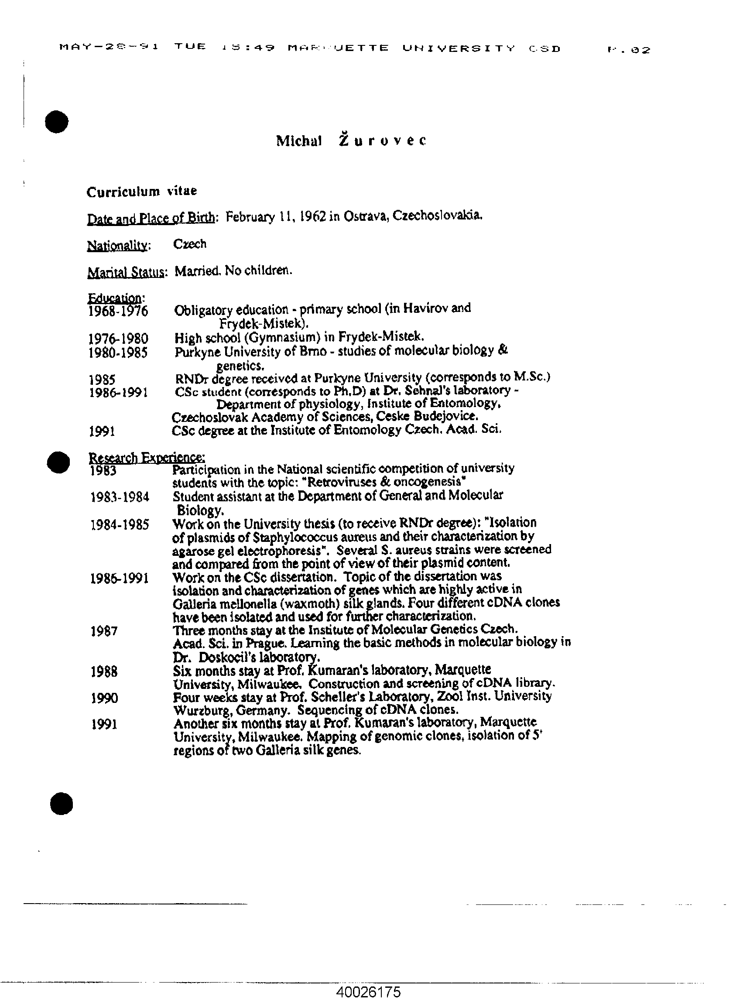 MAY-28-91 TUE 15:49 MARQUETTE UNIVERSITY CSD P.02
Michal Žurovec
Curriculum vitae
Date and Place of Birth: February 11, 1962 in Ostrava, Czechoslovakia.
Nationality: Czech
Marital Status: Married. No children.
Education:
1968-1976 Obligatory education - primary school (in Havirov and
Frydek-Mistek).
1976-1980 High school (Gymnasium) in Frydek-Mistek.
1980-1985 Purkyne University of Brno - studies of molecular biology &
genetics.
1985 RNDr degree received at Purkyne University (corresponds to M.Sc.)
1986-1991 CSc student (corresponds to Ph.D) at Dr. Sehnal's laboratory -
Department of physiology, Institute of Entomology,
Czechoslovak Academy of Sciences, Ceske Budejovice.
1991 CSc degree at the Institute of Entomology Czech. Acad. Sci.
Research Experience:
1983 Participation in the National scientific competition of university
students with the topic: "Retroviruses & oncogenesis"
1983-1984 Student assistant at the Department of General and Molecular
Biology.
1984-1985 Work on the University thesis (to receive RNDr degree): "Isolation
of plasmids of Staphylococcus aureus and their characterization by
agarose gel electrophoresis". Several S. aureus strains were screened
and compared from the point of view of their plasmid content.
1986-1991 Work on the CSc dissertation. Topic of the dissertation was
isolation and characterization of genes which are highly active in
Galleria mellonella (waxmoth) silk glands. Four different cDNA clones
have been isolated and used for further characterization.
1987 Three months stay at the Institute of Molecular Genetics Czech.
Acad. Sci. in Prague. Learning the basic methods in molecular biology in
Dr. Doskocil's laboratory.
1988 Six months stay at Prof. Kumaran's laboratory, Marquette
University, Milwaukee. Construction and screening of cDNA library.
1990 Four weeks stay at Prof. Scheller's Laboratory, Zool Inst. University
Wurzburg, Germany. Sequencing of cDNA clones.
1991 Another six months stay at Prof. Kumaran's laboratory, Marquette
University, Milwaukee. Mapping of genomic clones, isolation of 5'
regions of two Galleria silk genes.
40026175